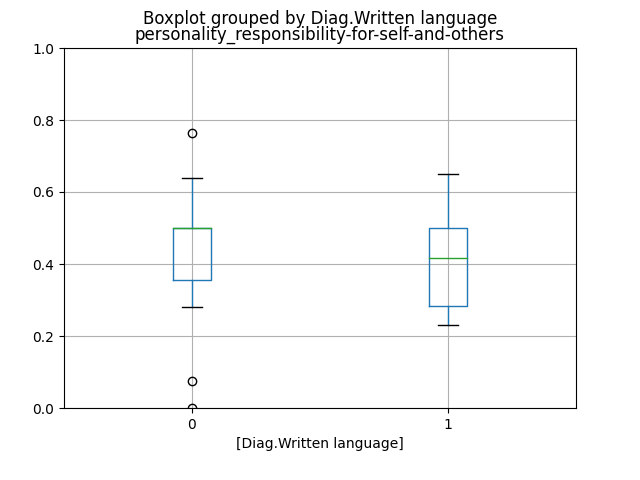 Boxplot grouped by Diag.Written language
personality_responsibility-for-self-and-others
1.0
0.8
0.6
0.4
0.2
0.0
0 1
[Diag.Written language]